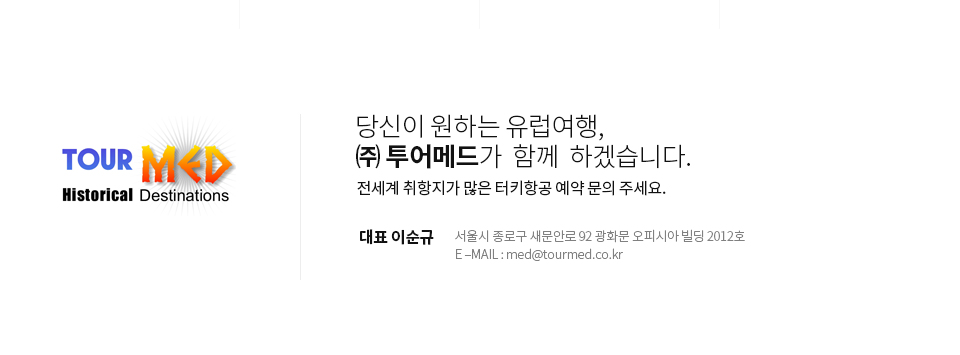 TOUR MED
Historical Destinations
당신이 원하는 유럽여행,
㈜ 투어메드가 함께 하겠습니다.
전세계 취항지가 많은 터키항공 예약 문의 주세요.
대표 이순규 서울시 종로구 새문안로 92 광화문 오피시아 빌딩 2012호
E –MAIL : med@tourmed.co.kr